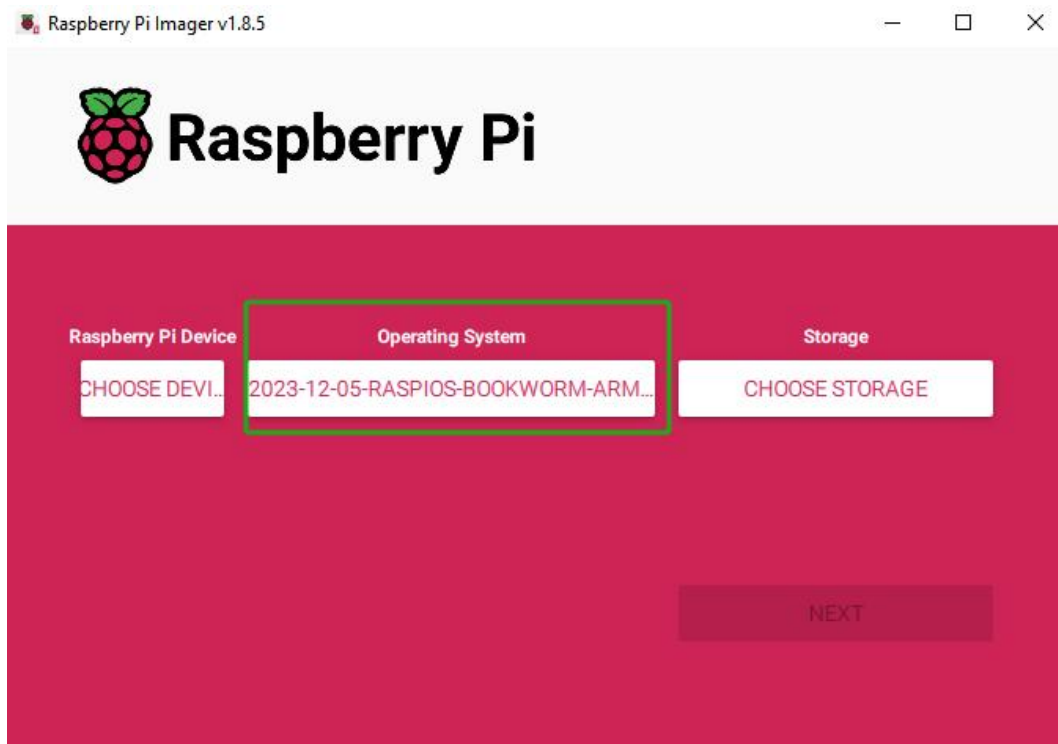 Raspberry Pi Imager v1.8.5
Raspberry Pi
Raspberry Pi Device
Operating System
Storage
CHOOSE DEVI...
2023-12-05-RASPIOS-BOOKWORM-ARM...
CHOOSE STORAGE
NEXT